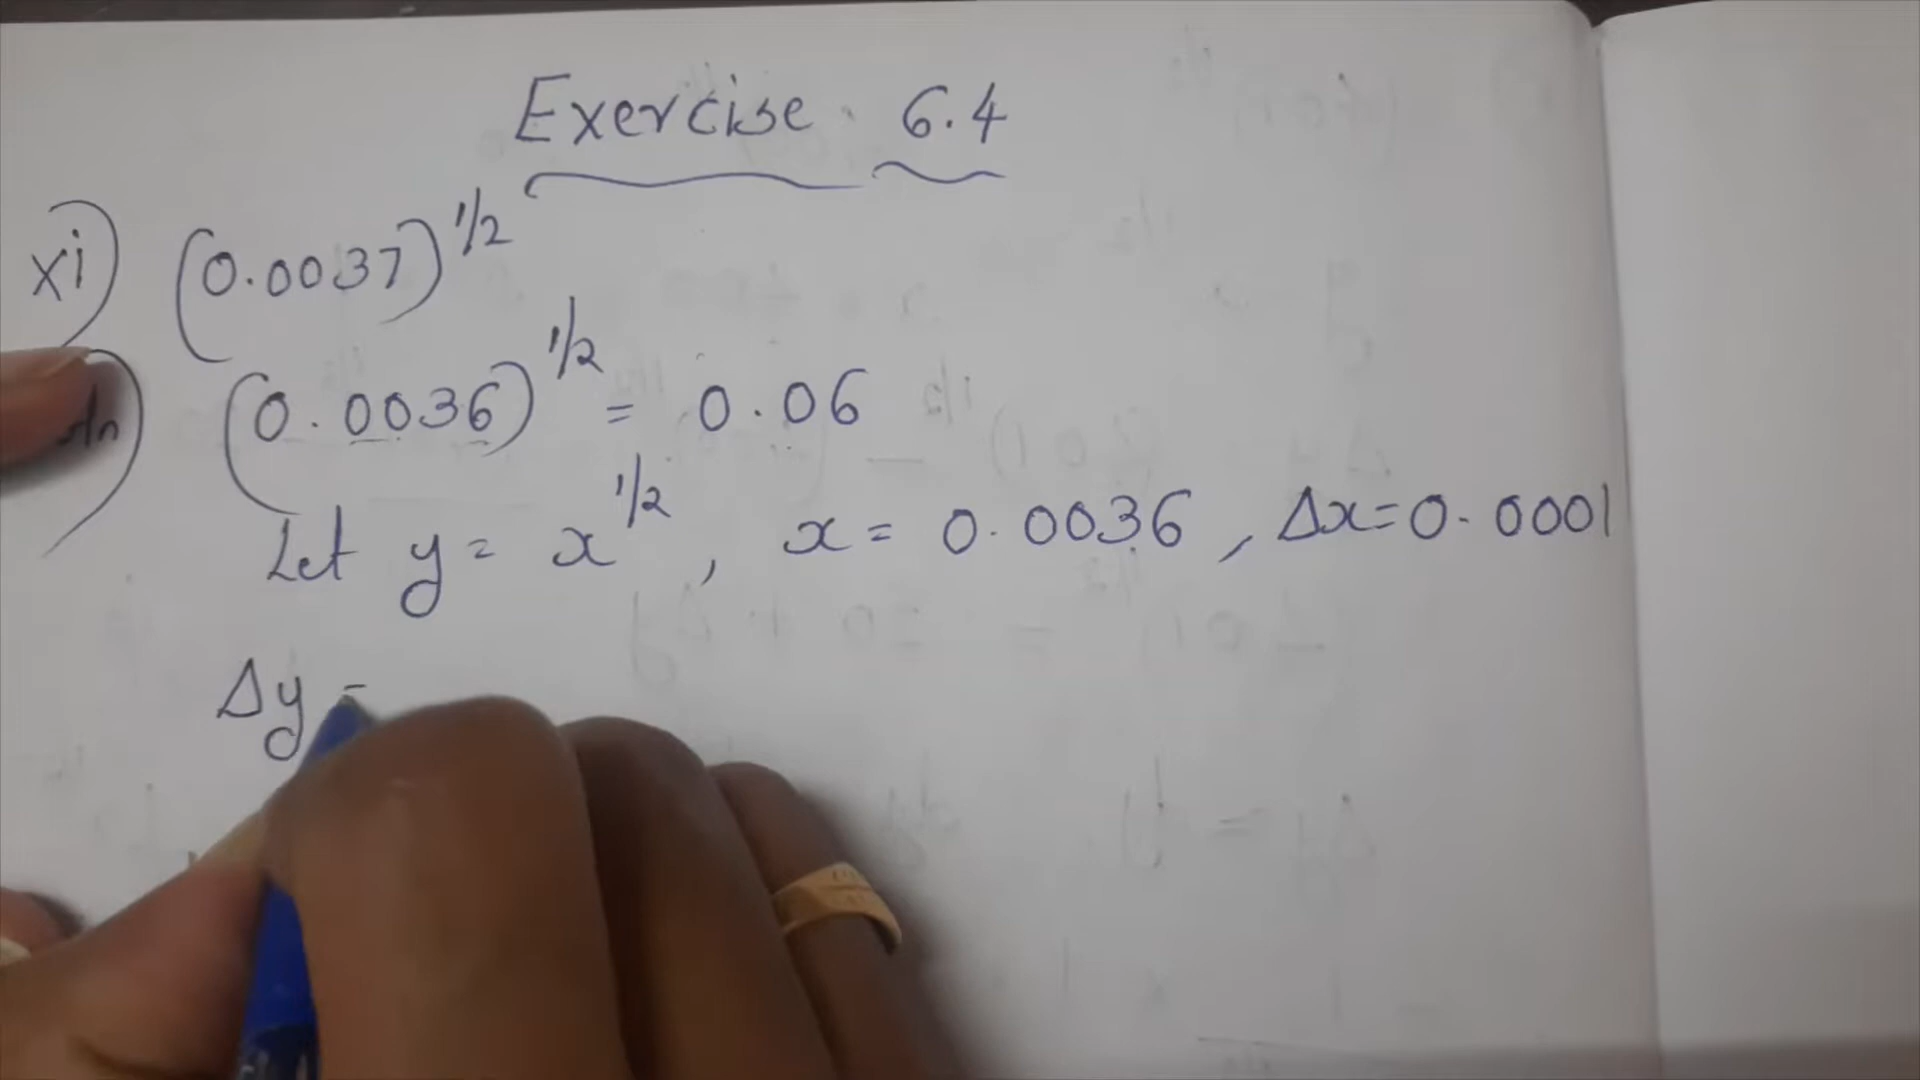 Exercise 6.4
xi) (0.0037)^1/2
(0.0036)^1/2 = 0.06
Let y = x^1/2 , x = 0.0036 , Δx = 0.0001
Δy =